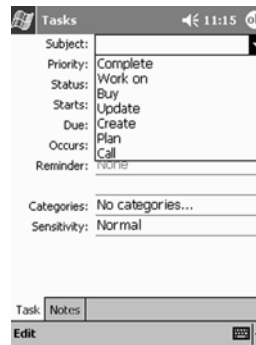 Tasks 11:15 ok
Subject:
Priority: Complete
Status: Work on
Buy
Starts: Update
Due: Create
Occurs: Plan
Call
Reminder: None
Categories: No categories...
Sensitivity: Normal
Task Notes
Edit